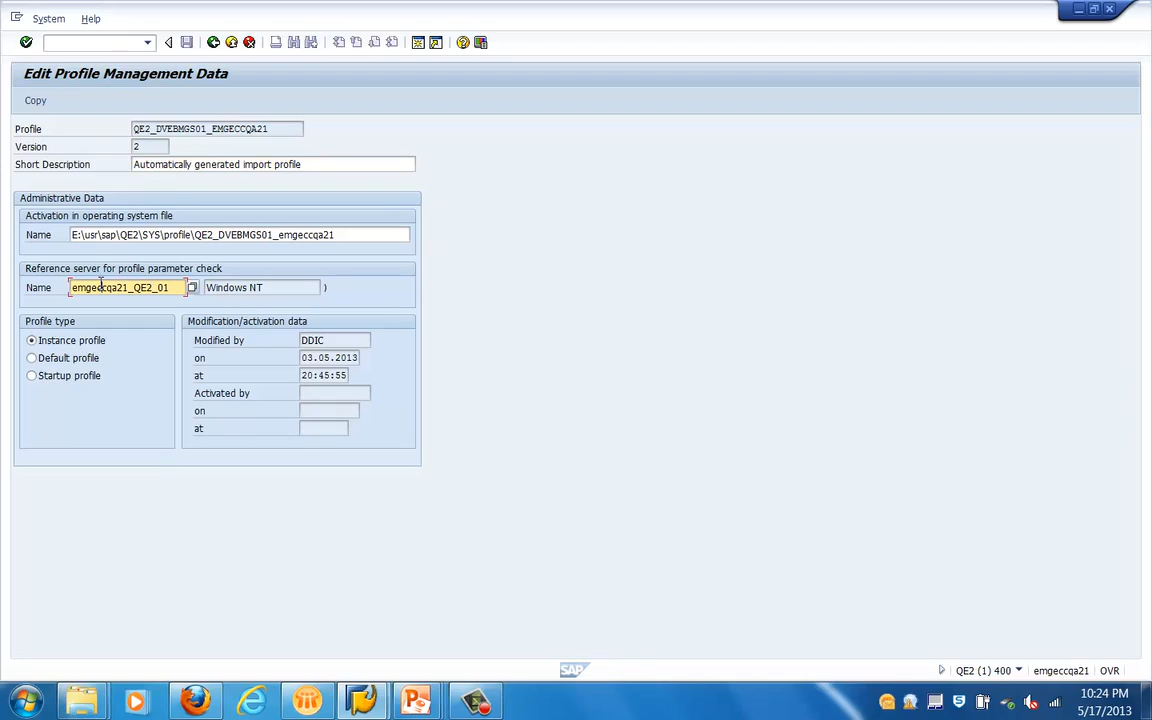 System Help
Edit Profile Management Data
Copy
Profile QE2_DVEBMGS01_EMGECCQA21
Version 2
Short Description Automatically generated import profile
Administrative Data
Activation in operating system file
Name E:\usr\sap\QE2\SYS\profile\QE2_DVEBMGS01_emgeccqa21
Reference server for profile parameter check
Name emgeccqa21_QE2_01 Windows NT )
Profile type Modification/activation data
Instance profile Modified by DDIC
Default profile on 03.05.2013
Startup profile at 20:45:55
Activated by
on
at
SAP QE2 (1) 400 emgeccqa21 OVR
10:24 PM
5/17/2013